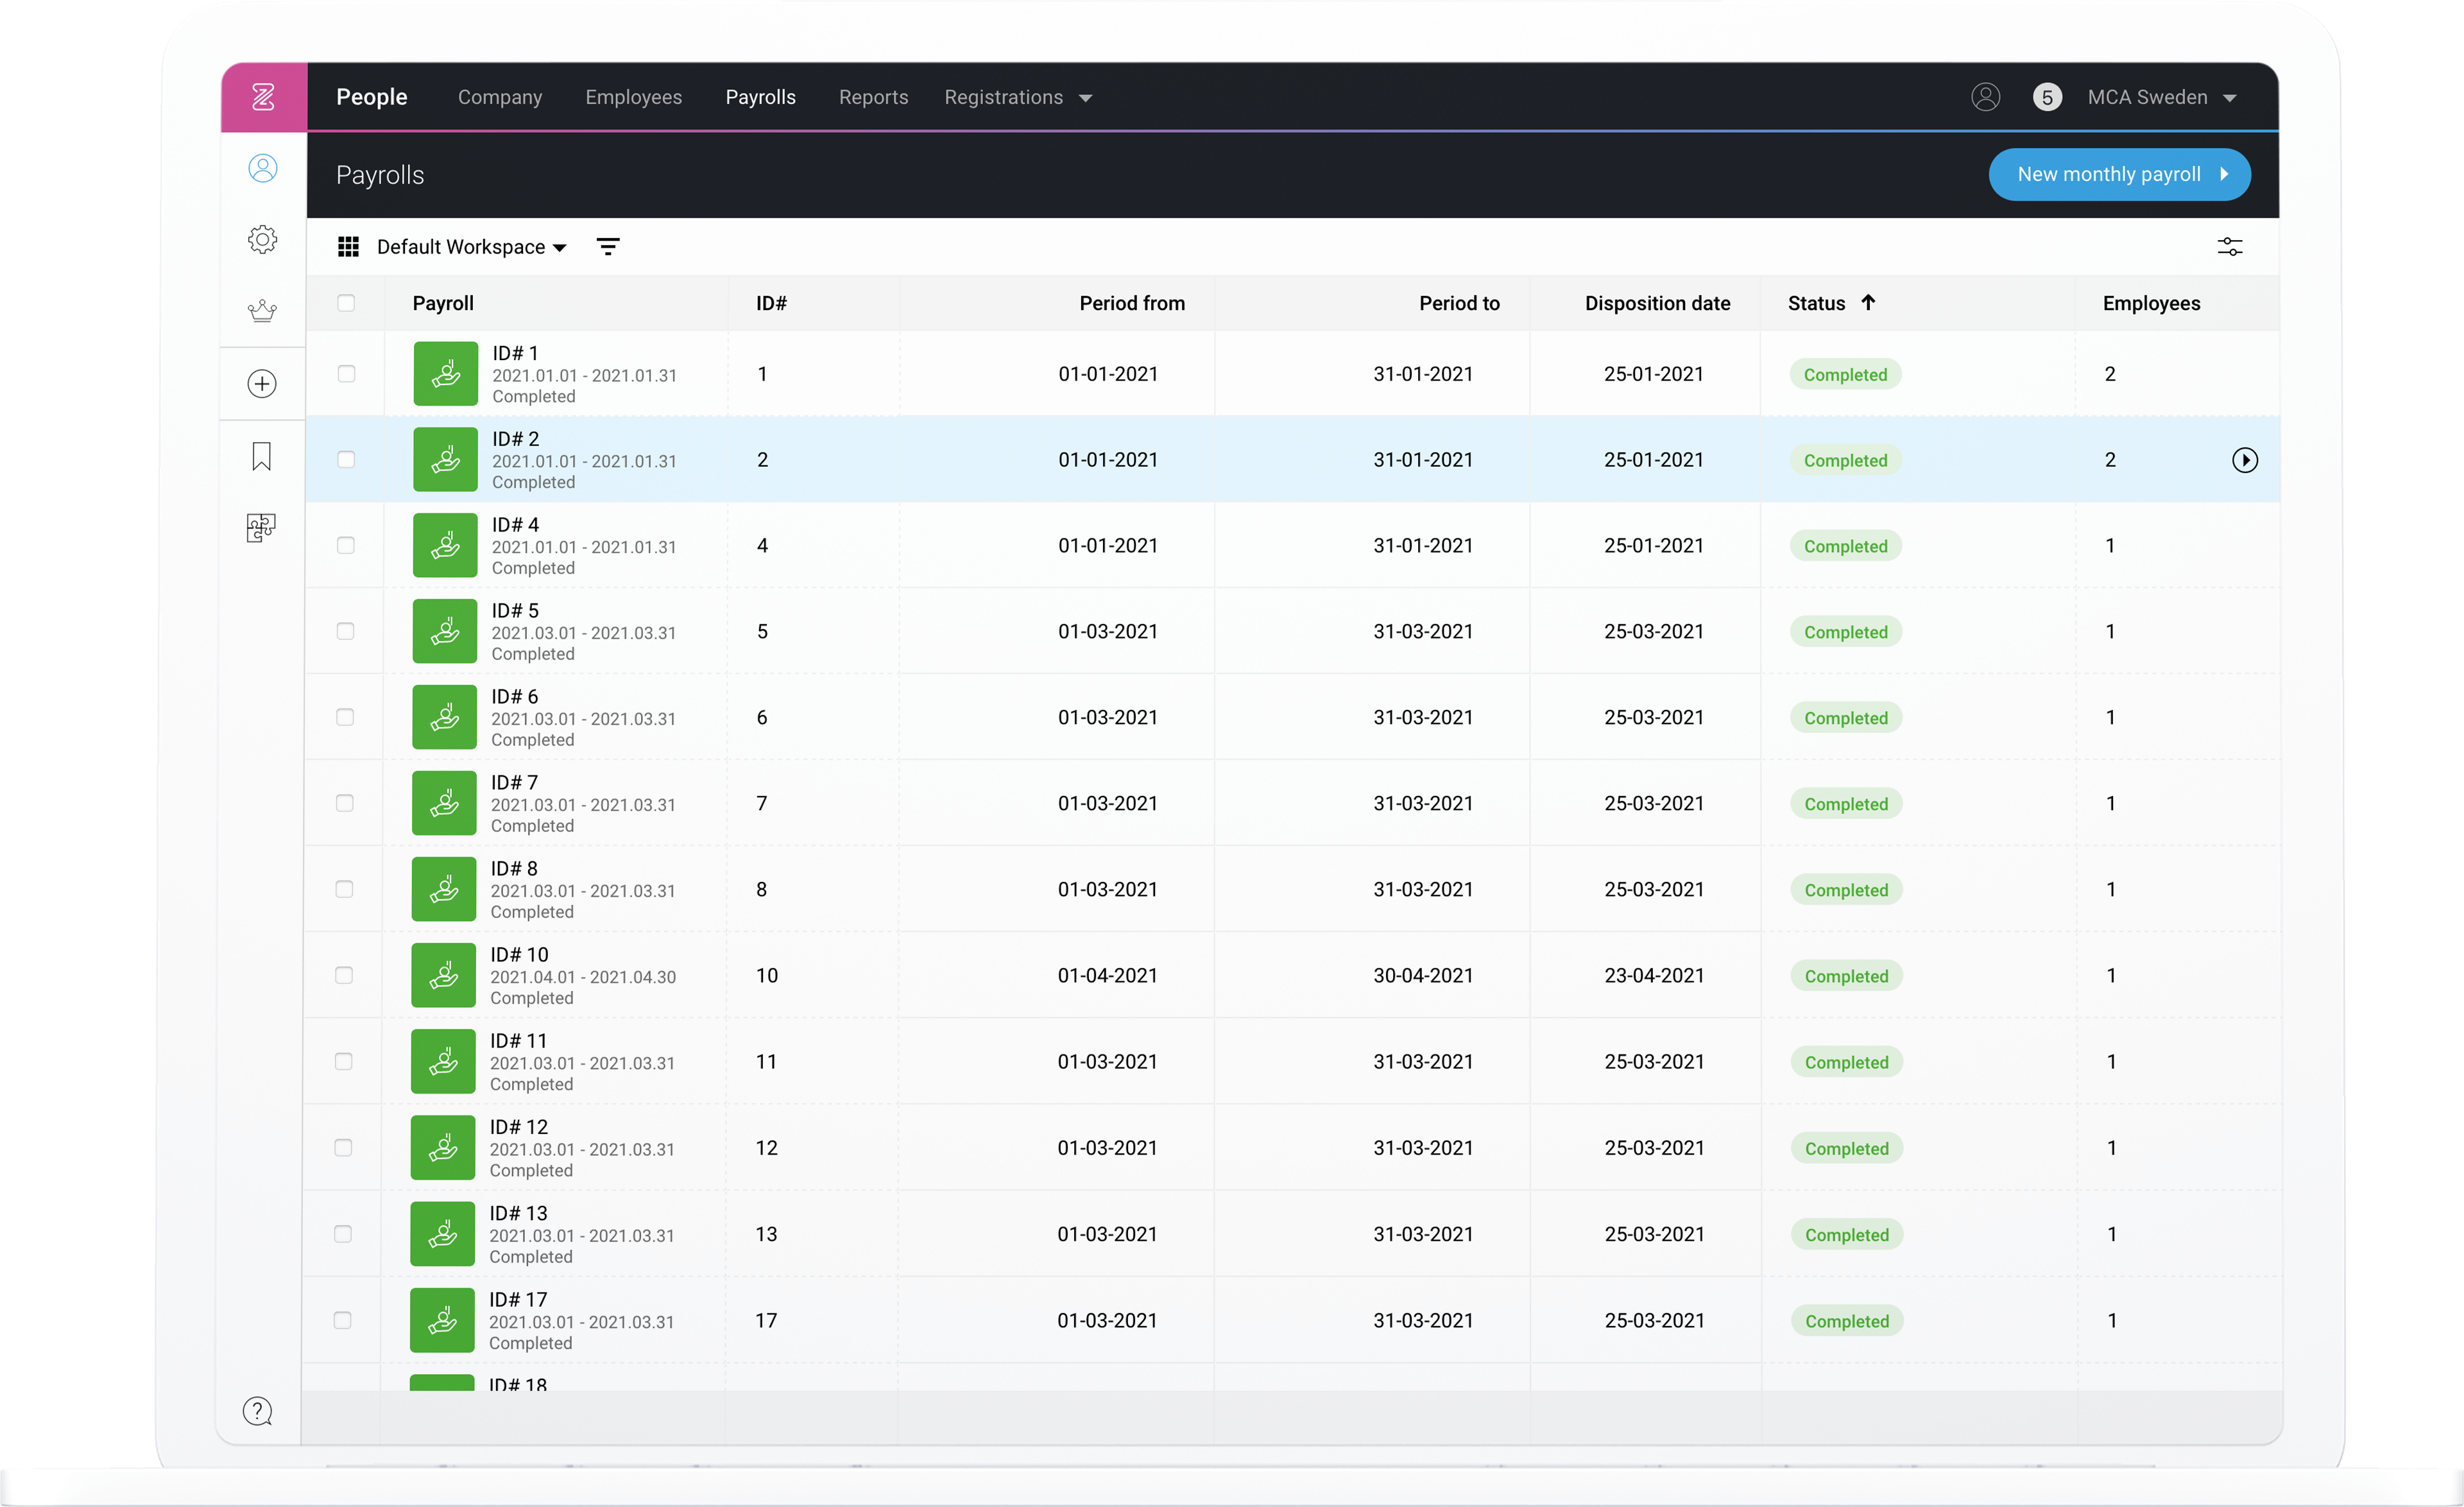 People Company Employees Payrolls Reports Registrations 5 MCA Sweden
Payrolls New monthly payroll
Default Workspace
Payroll ID# Period from Period to Disposition date Status Employees
ID# 1
2021.01.01 - 2021.01.31
Completed
1 01-01-2021 31-01-2021 25-01-2021 Completed 2
ID# 2
2021.01.01 - 2021.01.31
Completed
2 01-01-2021 31-01-2021 25-01-2021 Completed 2
ID# 4
2021.01.01 - 2021.01.31
Completed
4 01-01-2021 31-01-2021 25-01-2021 Completed 1
ID# 5
2021.03.01 - 2021.03.31
Completed
5 01-03-2021 31-03-2021 25-03-2021 Completed 1
ID# 6
2021.03.01 - 2021.03.31
Completed
6 01-03-2021 31-03-2021 25-03-2021 Completed 1
ID# 7
2021.03.01 - 2021.03.31
Completed
7 01-03-2021 31-03-2021 25-03-2021 Completed 1
ID# 8
2021.03.01 - 2021.03.31
Completed
8 01-03-2021 31-03-2021 25-03-2021 Completed 1
ID# 10
2021.04.01 - 2021.04.30
Completed
10 01-04-2021 30-04-2021 23-04-2021 Completed 1
ID# 11
2021.03.01 - 2021.03.31
Completed
11 01-03-2021 31-03-2021 25-03-2021 Completed 1
ID# 12
2021.03.01 - 2021.03.31
Completed
12 01-03-2021 31-03-2021 25-03-2021 Completed 1
ID# 13
2021.03.01 - 2021.03.31
Completed
13 01-03-2021 31-03-2021 25-03-2021 Completed 1
ID# 17
2021.03.01 - 2021.03.31
Completed
17 01-03-2021 31-03-2021 25-03-2021 Completed 1
ID# 18